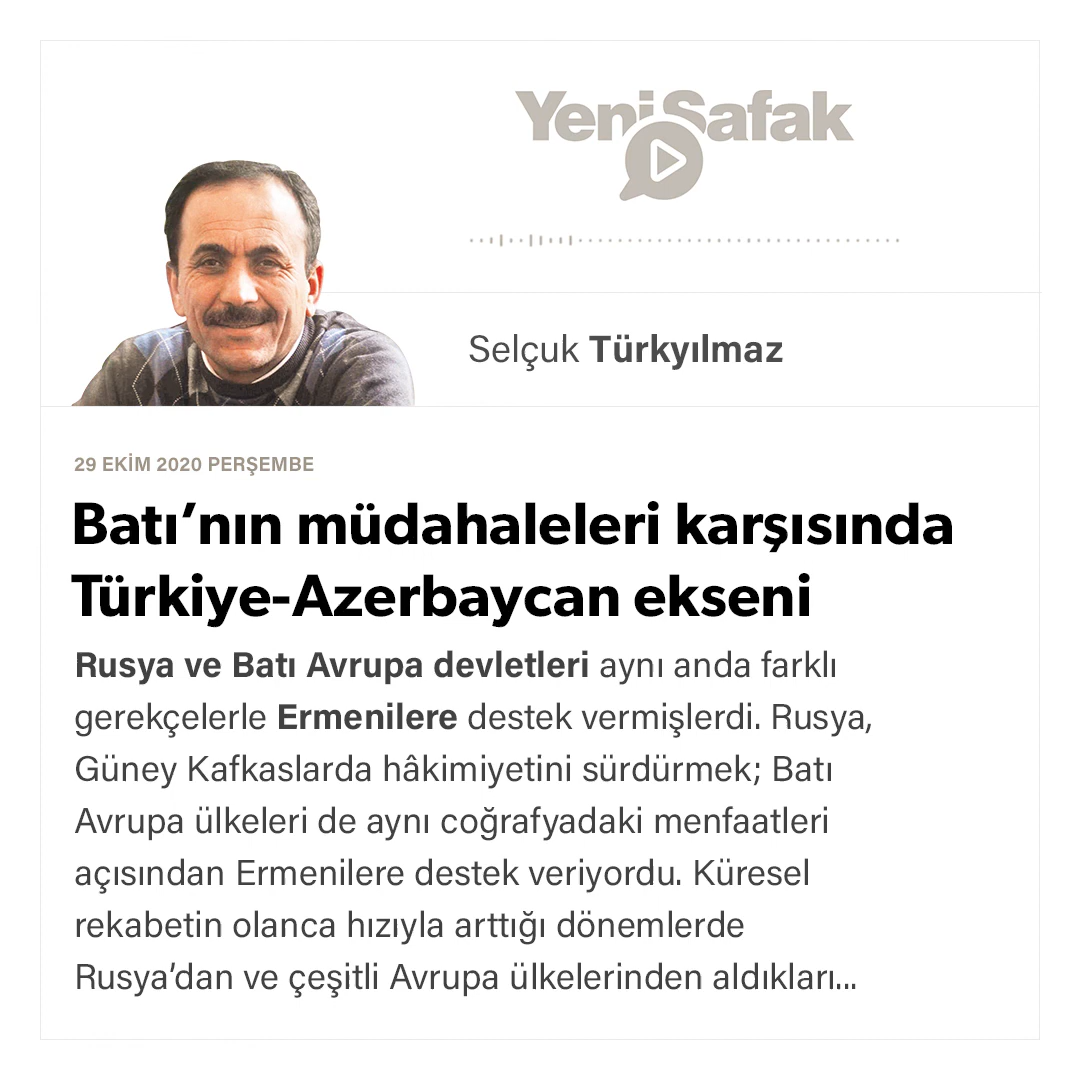 Yeni Şafak
Selçuk Türkyılmaz
29 EKİM 2020 PERŞEMBE
Batı’nın müdahaleleri karşısında
Türkiye-Azerbaycan ekseni
Rusya ve Batı Avrupa devletleri aynı anda farklı
gerekçelerle Ermenilere destek vermişlerdi. Rusya,
Güney Kafkaslarda hâkimiyetini sürdürmek; Batı
Avrupa ülkeleri de aynı coğrafyadaki menfaatleri
açısından Ermenilere destek veriyordu. Küresel
rekabetin olanca hızıyla arttığı dönemlerde
Rusya’dan ve çeşitli Avrupa ülkelerinden aldıkları...